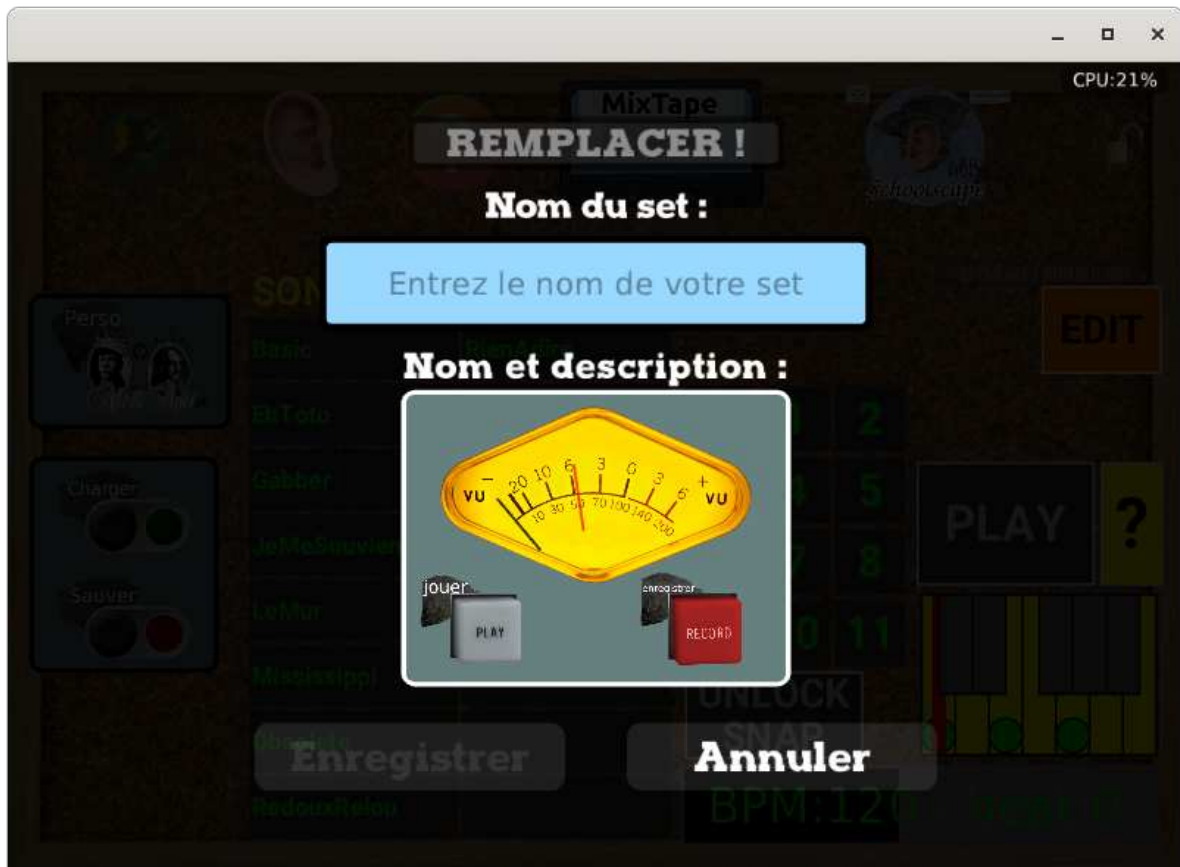 CPU:21%
MixTape
REMPLACER !
Schootscape
Nom du set :
Entrez le nom de votre set
SON
Perso
EDIT
Basic
Nom et description :
EliToto
2
Charger
Gabber
5
PLAY
?
JeMeSouvien
8
Sauver
LeMur
11
Mississippi
- 20 10 6 3 0 3 6 +
VU
VU
10 30 50 70 100 140 200
jouer
PLAY
enregistrer
RECORD
UNLOCK
SNAP
Enregistrer
Annuler
RedouxRelou
BPM:120